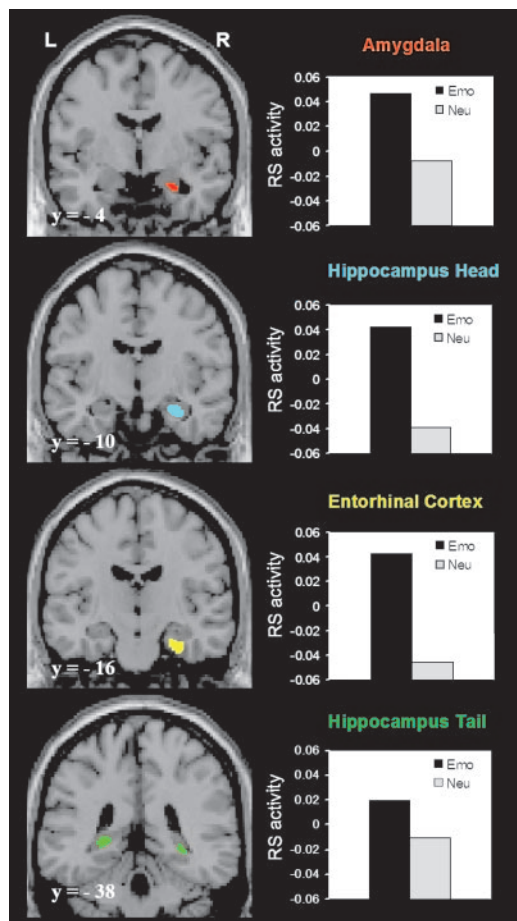 L R
y = - 4
Amygdala
RS activity
0.06
0.04
0.02
0
-0.02
-0.04
-0.06
Emo
Neu
y = - 10
Hippocampus Head
RS activity
0.06
0.04
0.02
0
-0.02
-0.04
-0.06
Emo
Neu
y = - 16
Entorhinal Cortex
RS activity
0.06
0.04
0.02
0
-0.02
-0.04
-0.06
Emo
Neu
y = - 38
Hippocampus Tail
RS activity
0.06
0.04
0.02
0
-0.02
-0.04
-0.06
Emo
Neu